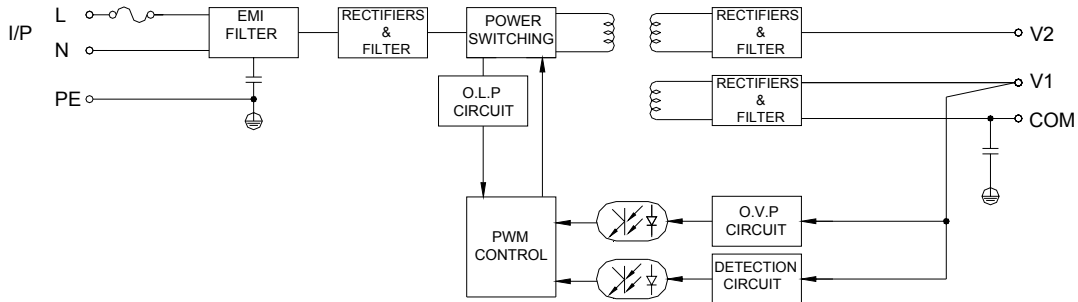 I/P
L
N
PE
EMI
FILTER
RECTIFIERS
&
FILTER
POWER
SWITCHING
O.L.P
CIRCUIT
PWM
CONTROL
RECTIFIERS
&
FILTER
V2
RECTIFIERS
&
FILTER
V1
COM
O.V.P
CIRCUIT
DETECTION
CIRCUIT